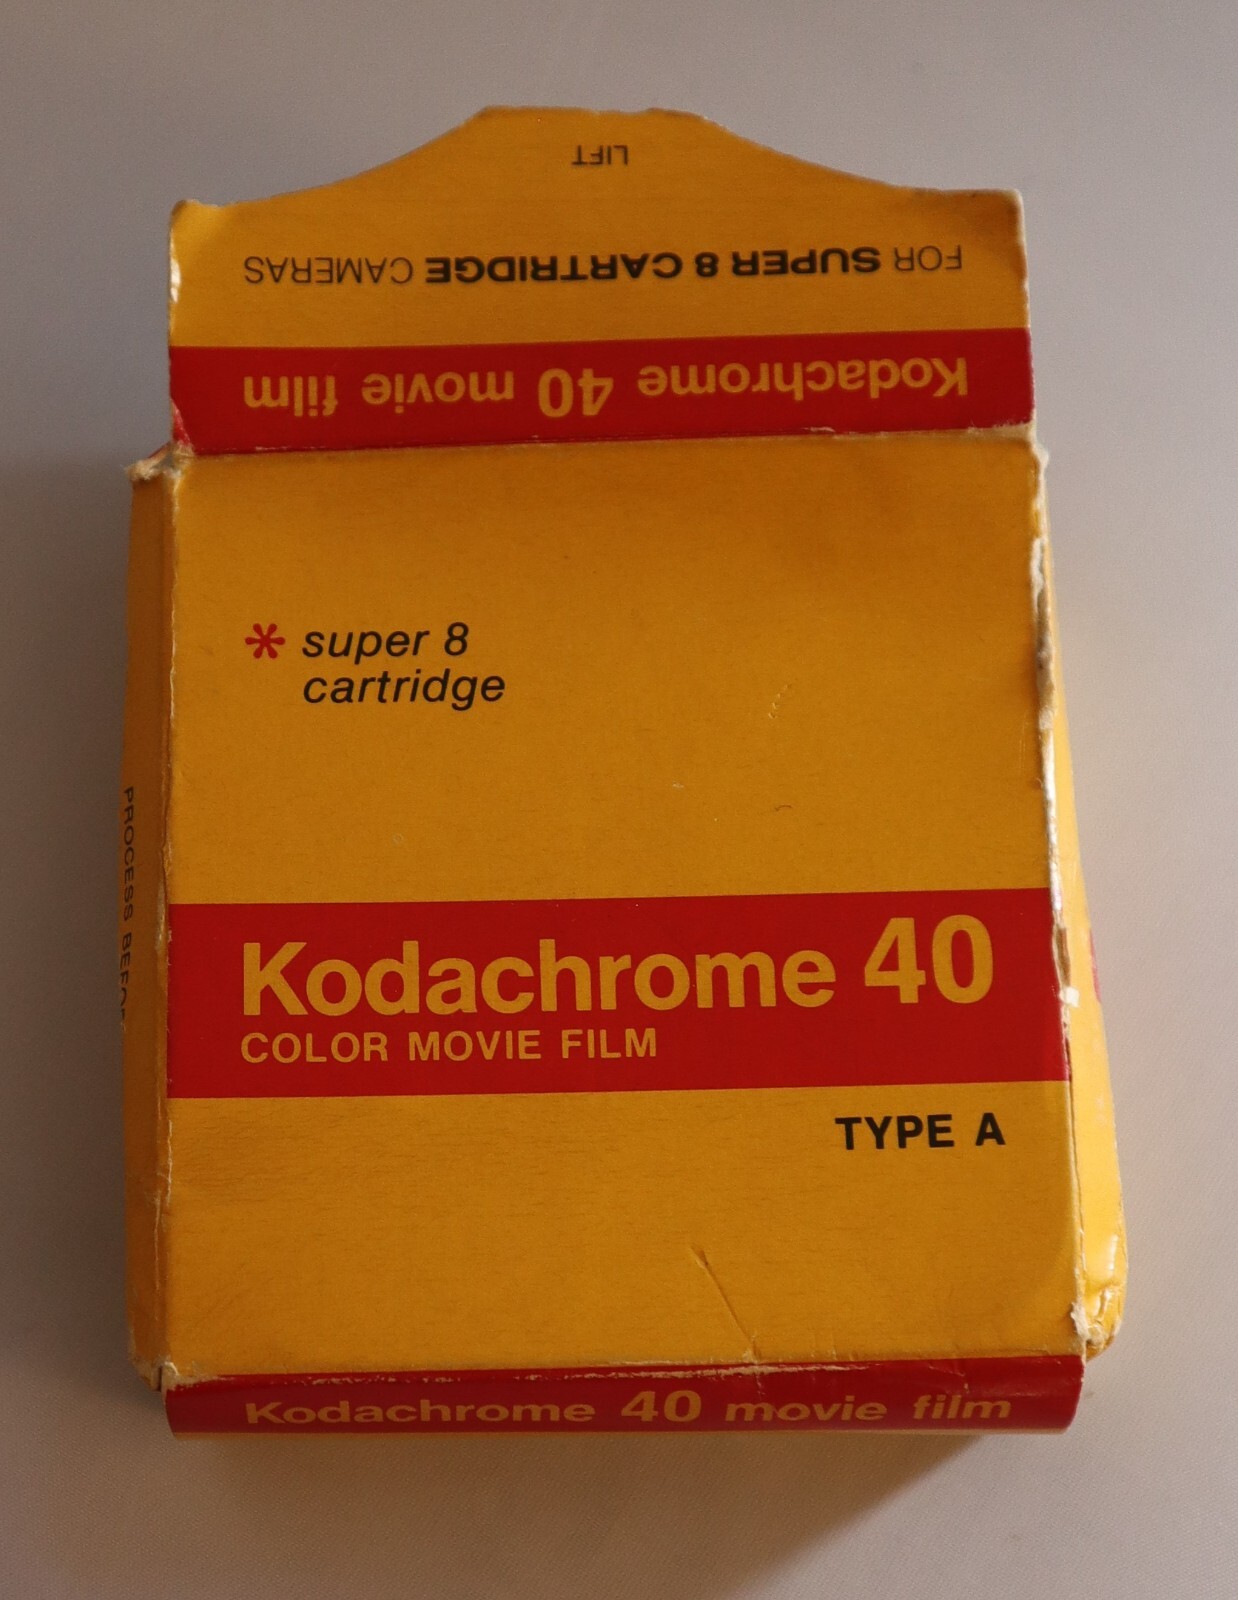 LIFT
FOR SUPER 8 CARTRIDGE CAMERAS
Kodachrome 40 movie film
* super 8
cartridge
Kodachrome 40
COLOR MOVIE FILM
TYPE A
Kodachrome 40 movie film
PROCESS